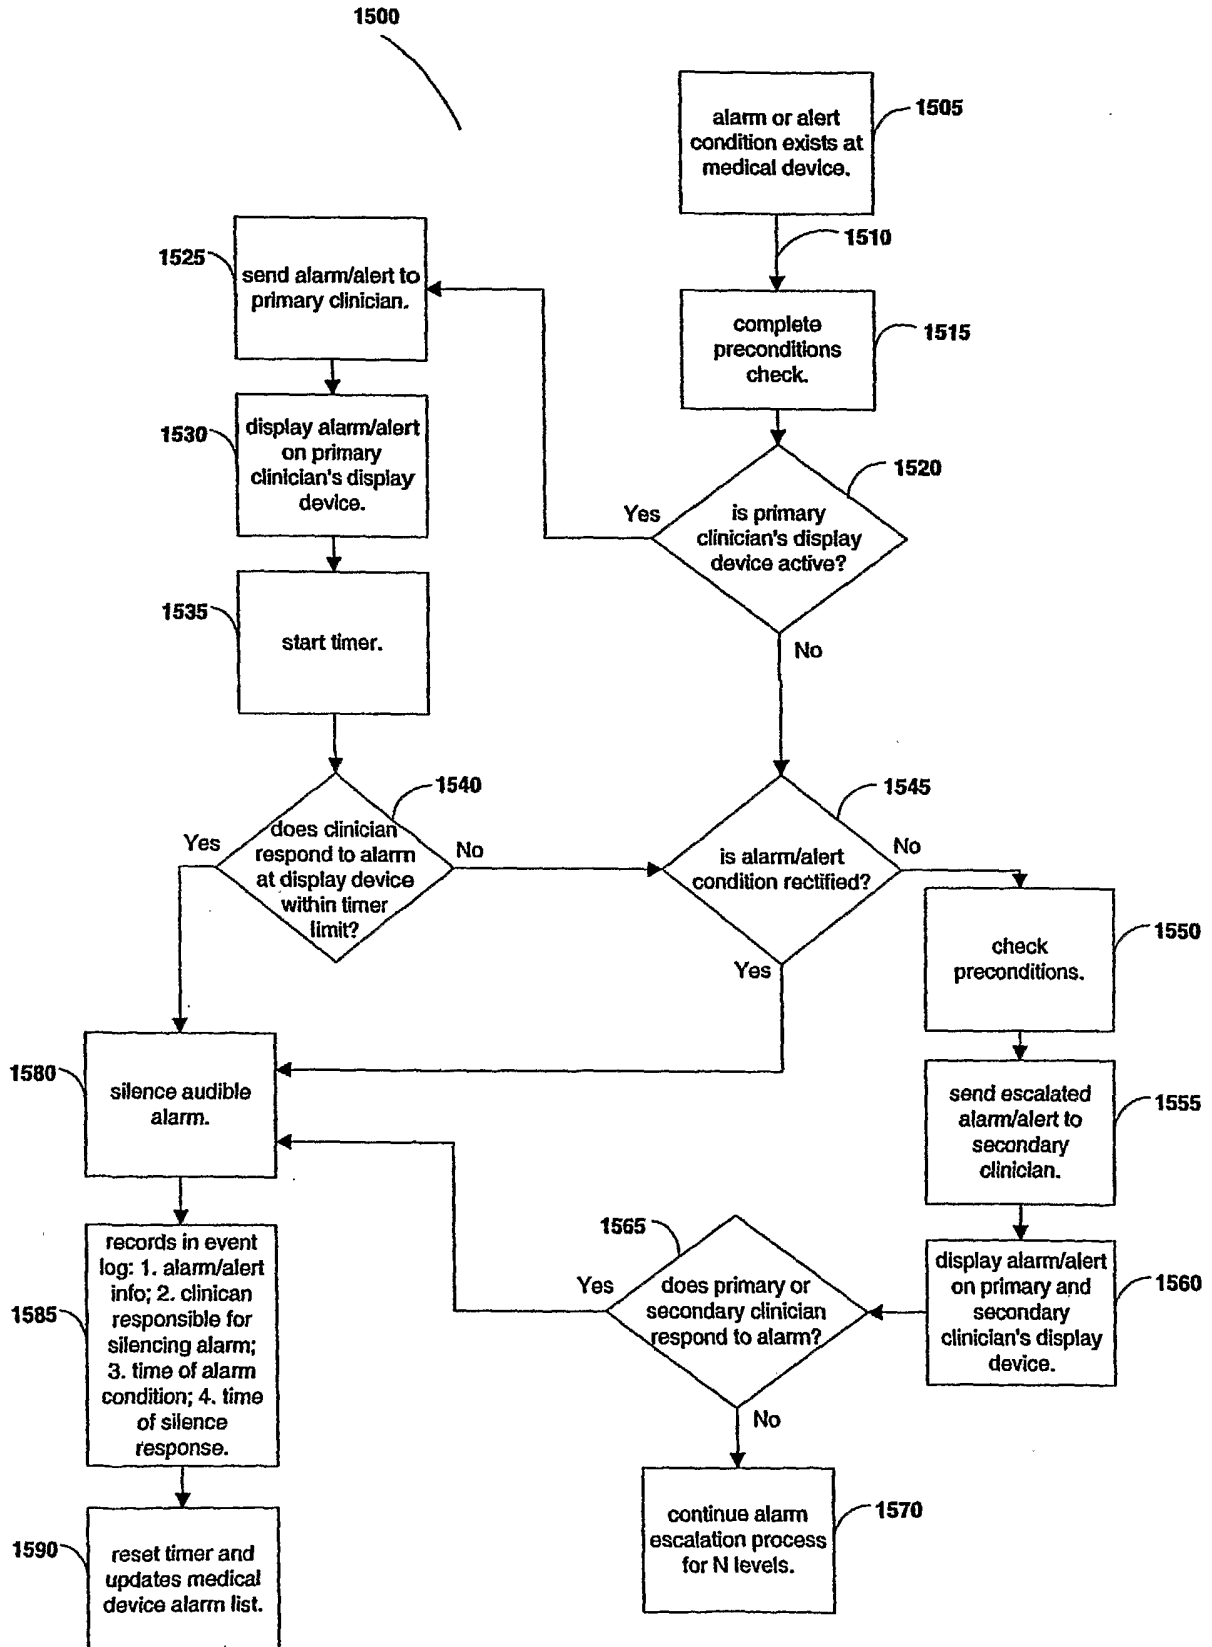 1500
alarm or alert
condition exists at
medical device.
1505
1510
complete
preconditions
check.
1515
is primary
clinician's display
device active?
1520
Yes
No
1525
send alarm/alert to
primary clinician.
1530
display alarm/alert
on primary
clinician's display
device.
1535
start timer.
1540
does clinician
respond to alarm
at display device
within timer
limit?
Yes
No
1545
is alarm/alert
condition rectified?
No
Yes
1550
check
preconditions.
1555
send escalated
alarm/alert to
secondary
clinician.
1560
display alarm/alert
on primary and
secondary
clinician's display
device.
1565
does primary or
secondary clinician
respond to alarm?
Yes
No
1570
continue alarm
escalation process
for N levels.
1580
silence audible
alarm.
1585
records in event
log: 1. alarm/alert
info; 2. clinican
responsible for
silencing alarm;
3. time of alarm
condition; 4. time
of silence
response.
1590
reset timer and
updates medical
device alarm list.